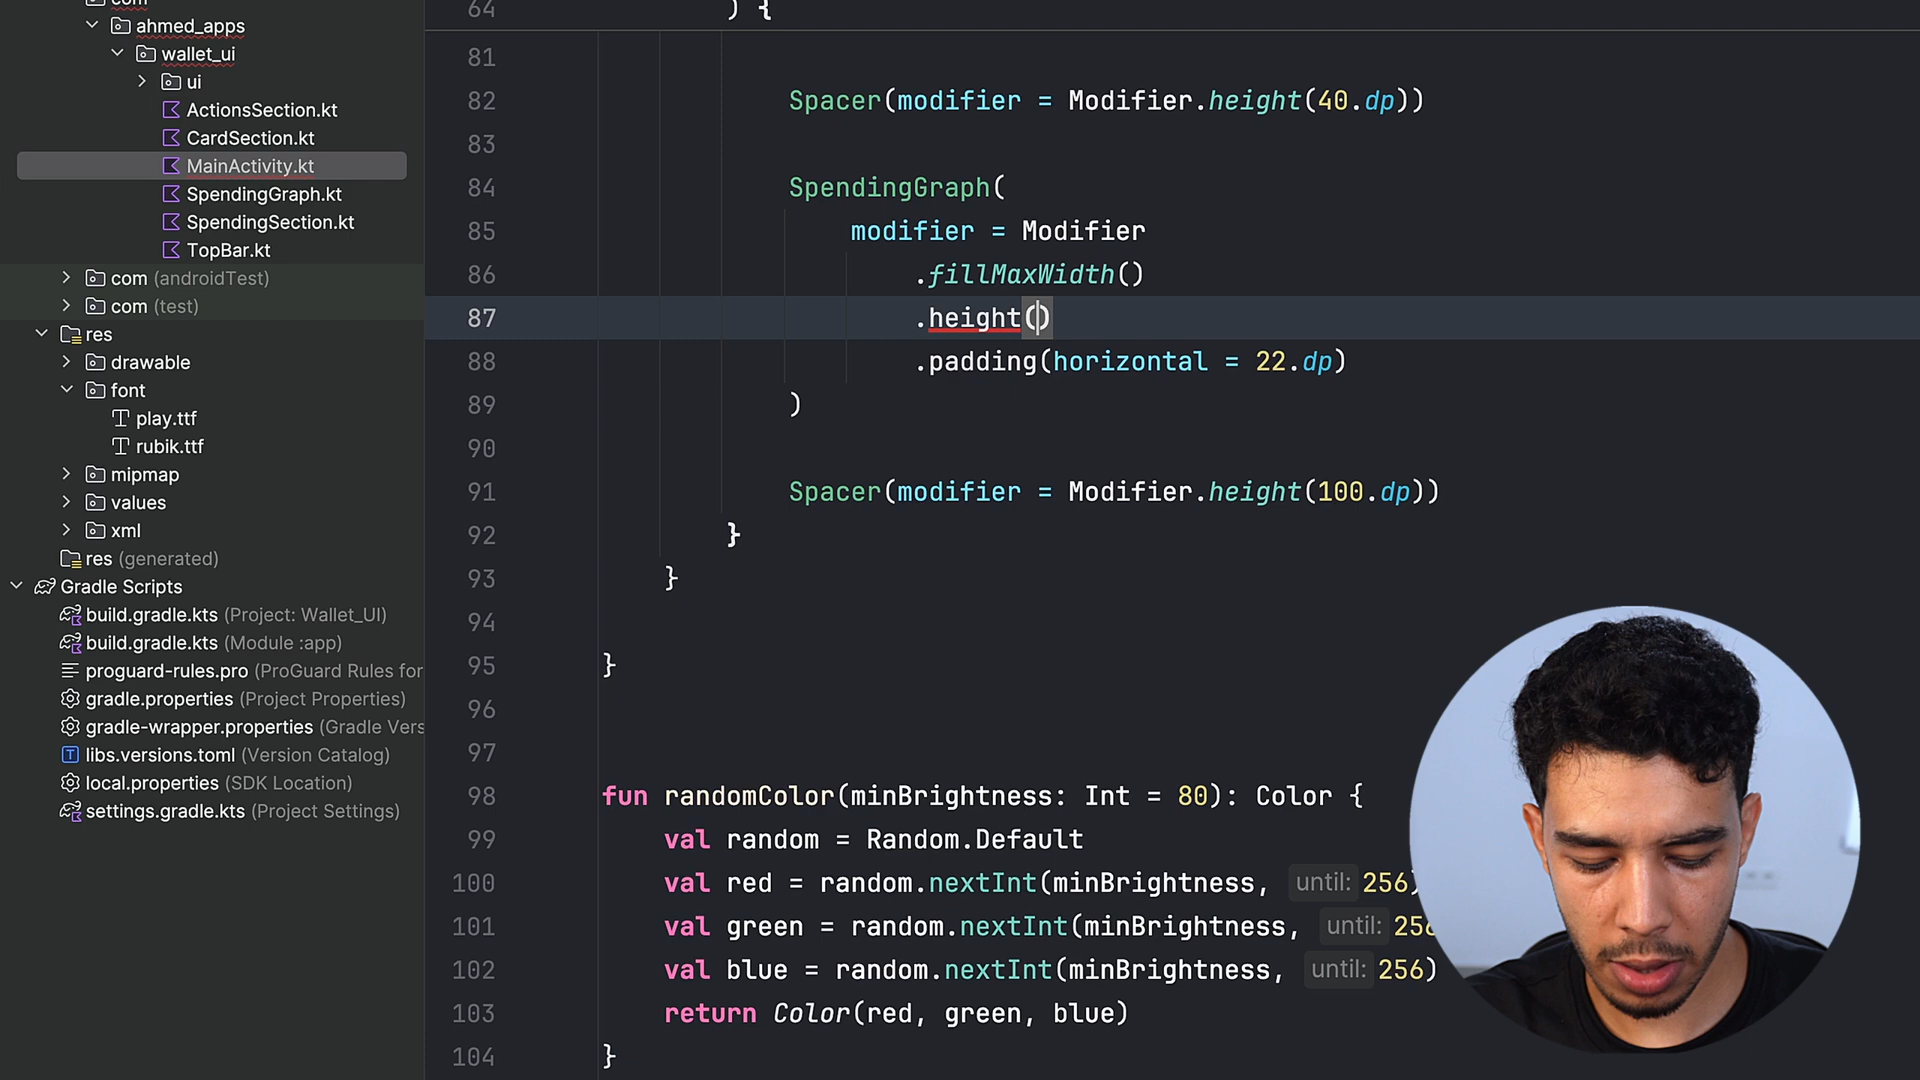 com
ahmed_apps
wallet_ui
ui
ActionsSection.kt
CardSection.kt
MainActivity.kt
SpendingGraph.kt
SpendingSection.kt
TopBar.kt
com (androidTest)
com (test)
res
drawable
font
play.ttf
rubik.ttf
mipmap
values
xml
res (generated)
Gradle Scripts
build.gradle.kts (Project: Wallet_UI)
build.gradle.kts (Module :app)
proguard-rules.pro (ProGuard Rules for
gradle.properties (Project Properties)
gradle-wrapper.properties (Gradle Vers
libs.versions.toml (Version Catalog)
local.properties (SDK Location)
settings.gradle.kts (Project Settings)
64 ) {
81
82 Spacer(modifier = Modifier.height(40.dp))
83
84 SpendingGraph(
85 modifier = Modifier
86 .fillMaxWidth()
87 .height()
88 .padding(horizontal = 22.dp)
89 )
90
91 Spacer(modifier = Modifier.height(100.dp))
92 }
93 }
94
95 }
96
97
98 fun randomColor(minBrightness: Int = 80): Color {
99 val random = Random.Default
100 val red = random.nextInt(minBrightness, until: 256)
101 val green = random.nextInt(minBrightness, until: 256
102 val blue = random.nextInt(minBrightness, until: 256)
103 return Color(red, green, blue)
104 }